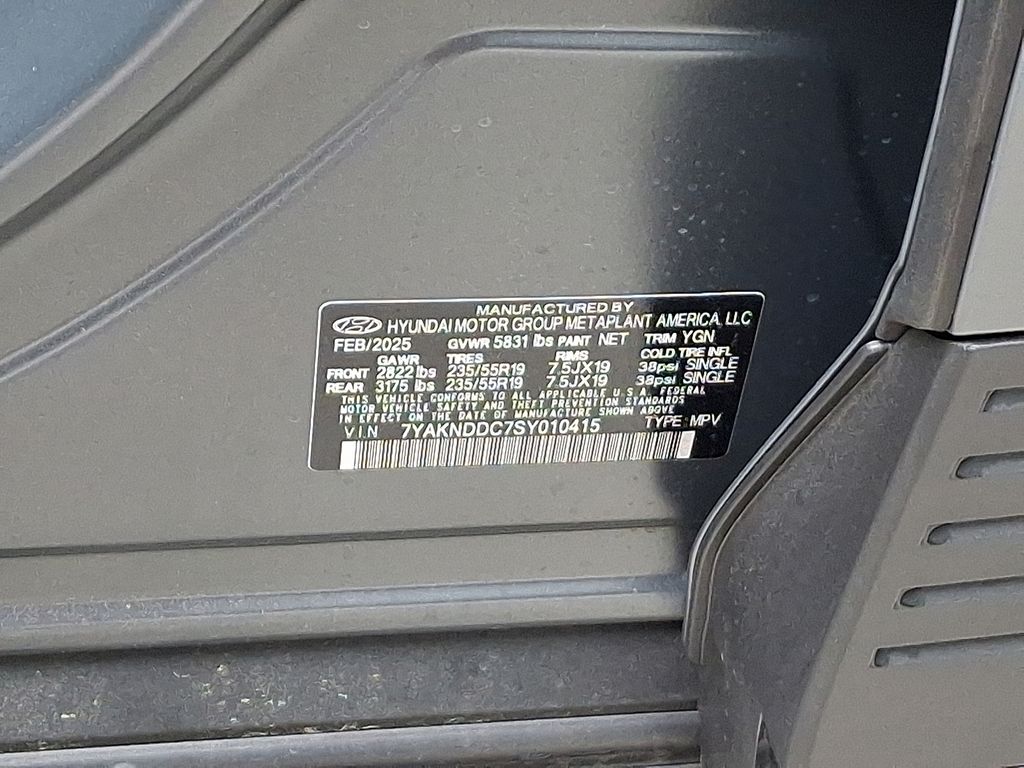 MANUFACTURED BY
HYUNDAI MOTOR GROUP METAPLANT AMERICA, LLC
FEB/2025 GVWR 5831 lbs PAINT NET TRIM YGN
GAWR TIRES RIMS COLD TIRE INFL
FRONT 2822 lbs 235/55R19 7.5JX19 38psi SINGLE
REAR 3175 lbs 235/55R19 7.5JX19 38psi SINGLE
THIS VEHICLE CONFORMS TO ALL APPLICABLE U.S.A. FEDERAL
MOTOR VEHICLE SAFETY AND THEFT PREVENTION STANDARDS
IN EFFECT ON THE DATE OF MANUFACTURE SHOWN ABOVE
VIN 7YAKNDDC7SY010415 TYPE: MPV